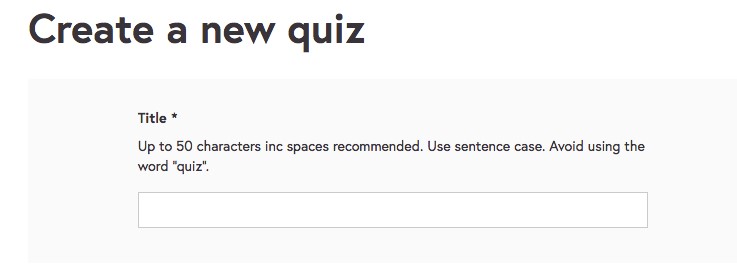 Create a new quiz
Title *
Up to 50 characters inc spaces recommended. Use sentence case. Avoid using the
word "quiz".